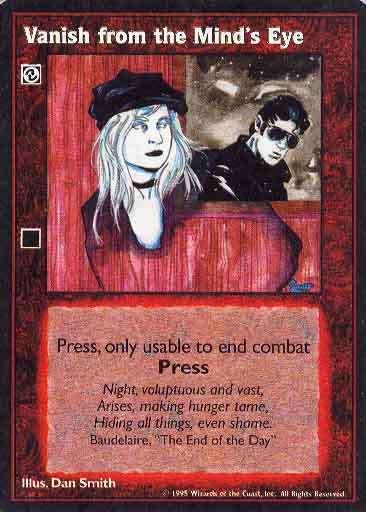 Vanish from the Mind's Eye
Press, only usable to end combat
Press
Night, voluptuous and vast,
Arises, making hunger tame,
Hiding all things, even shame.
Baudelaire, "The End of the Day"
Illus. Dan Smith
© 1995 Wizards of the Coast, Inc. All Rights Reserved.